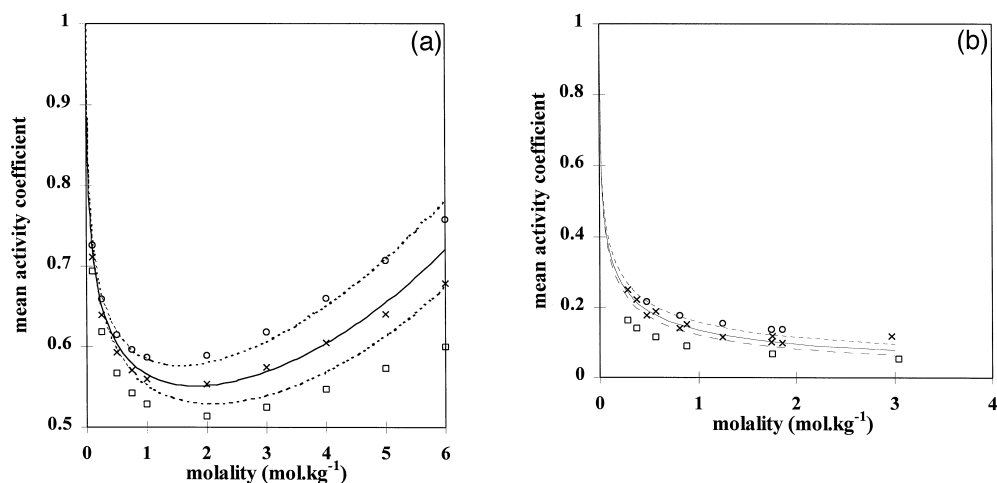 (a)
mean activity coefficient
1
0.9
0.8
0.7
0.6
0.5
0 1 2 3 4 5 6
molality (mol.kg⁻¹)
(b)
mean activity coefficient
1
0.8
0.6
0.4
0.2
0
0 1 2 3 4
molality (mol.kg⁻¹)